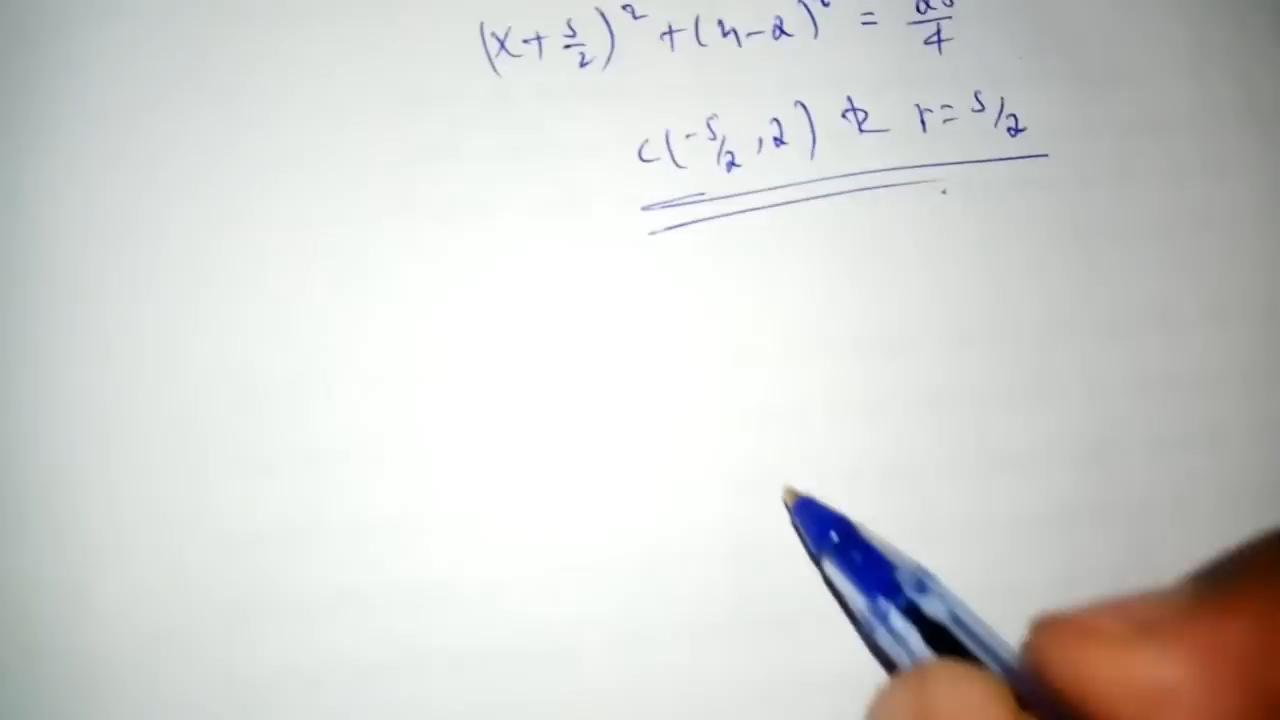 (x + 5/2)² + (y - 2)² = 25/4
C(-5/2, 2) & r = 5/2